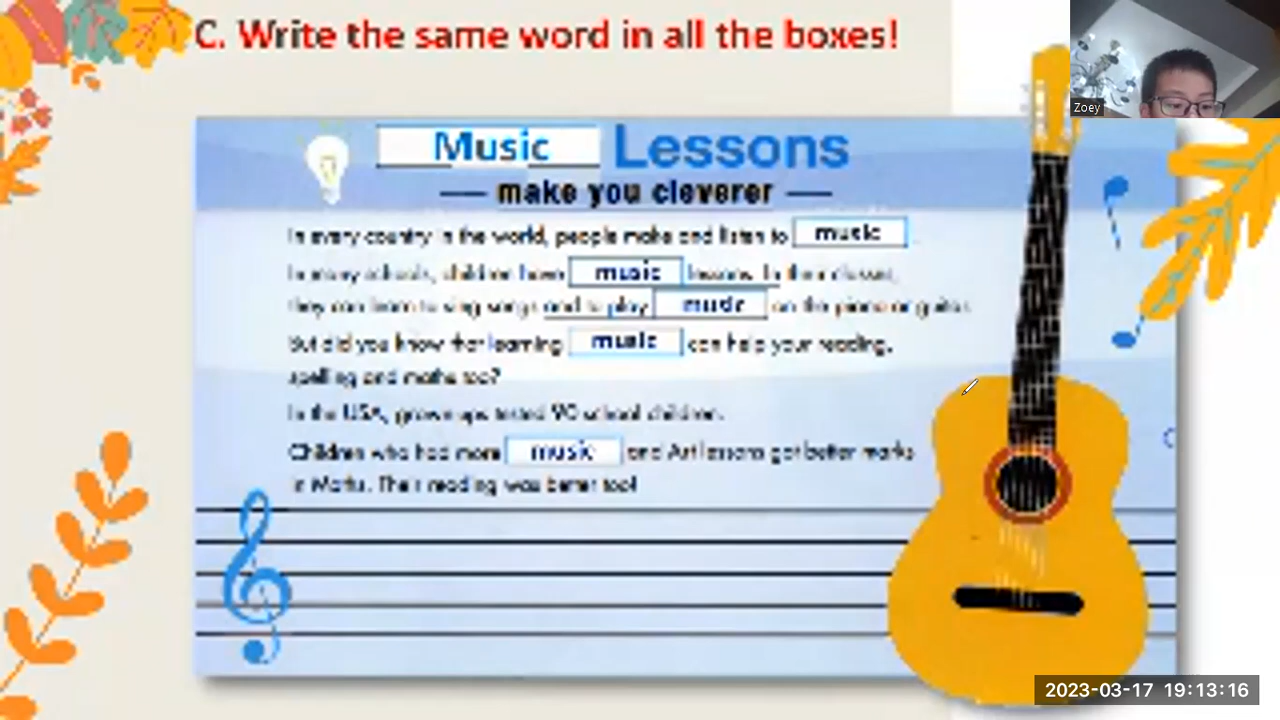 C. Write the same word in all the boxes!
Zoey
Music Lessons
make you cleverer
In every country in the world, people make and listen to music .
In many schools, children have music lessons. In their classes,
they can learn to sing songs and to play music on the piano or guitar.
But did you know that learning music can help your reading,
spelling and maths too?
In the USA, grown-ups tested 90 school children.
Children who had more music and Art lessons got better marks
in Maths. Their reading was better too!
2023-03-17 19:13:16